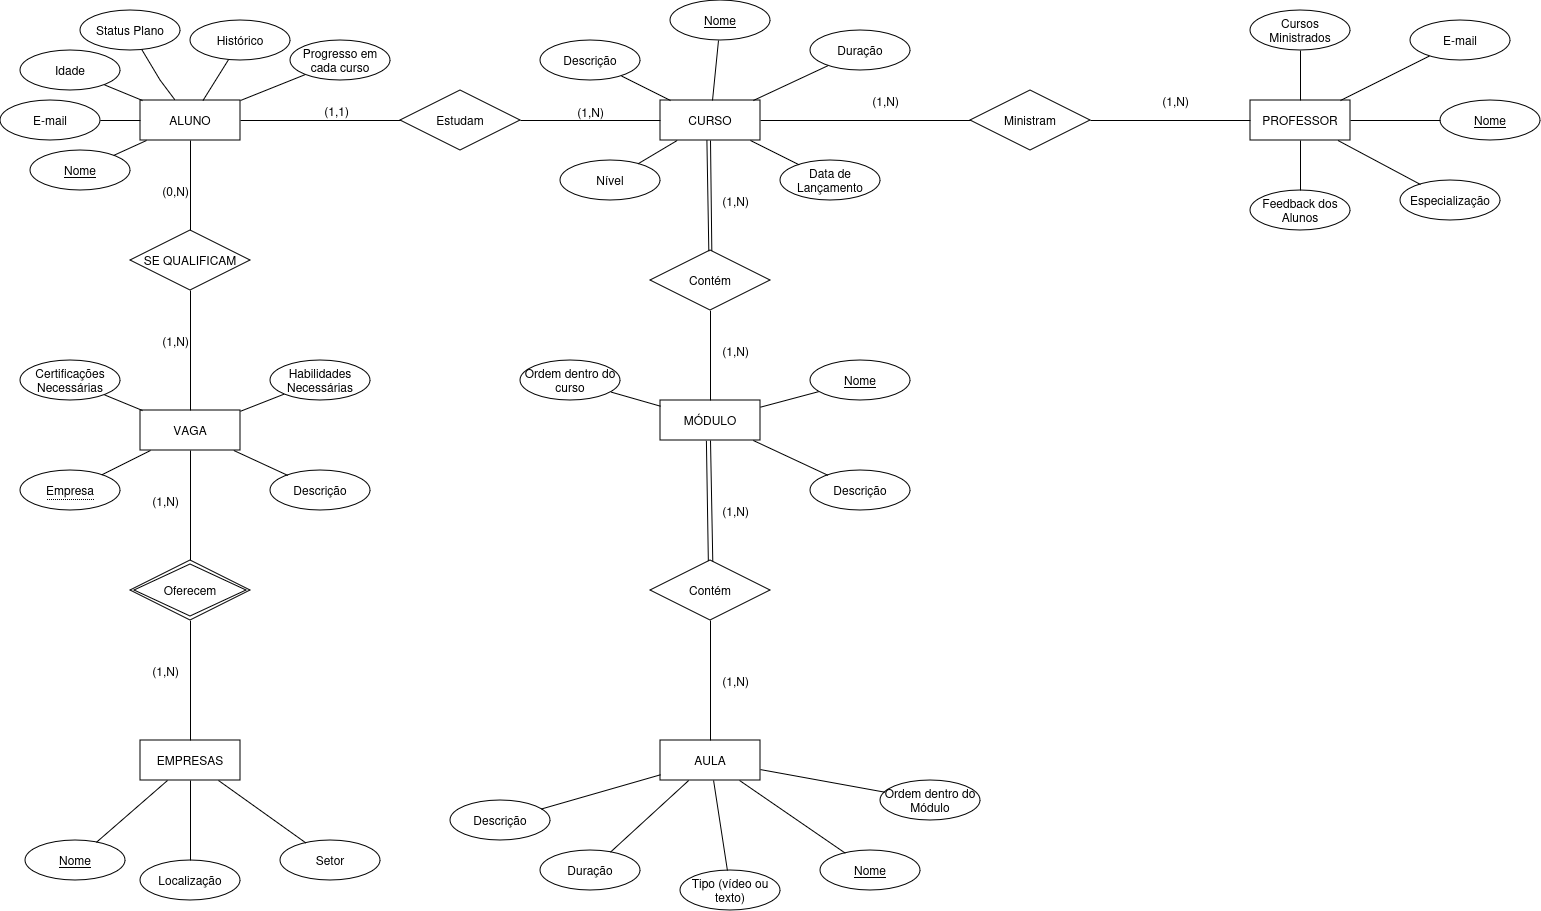 Nome
Status Plano
Histórico
Cursos
Ministrados
E-mail
Duração
Progresso em
cada curso
Descrição
Idade
(1,1)
(1,N)
(1,N)
(1,N)
E-mail
ALUNO
Estudam
CURSO
Ministram
PROFESSOR
Nome
Nome
Nível
Data de
Lançamento
(0,N)
(1,N)
Feedback dos
Alunos
Especialização
SE QUALIFICAM
Contém
(1,N)
(1,N)
Certificações
Necessárias
Habilidades
Necessárias
Ordem dentro do
curso
Nome
VAGA
MÓDULO
Empresa
Descrição
Descrição
(1,N)
(1,N)
Oferecem
Contém
(1,N)
(1,N)
EMPRESAS
AULA
Ordem dentro do
Módulo
Descrição
Nome
Localização
Setor
Duração
Tipo (vídeo ou
texto)
Nome